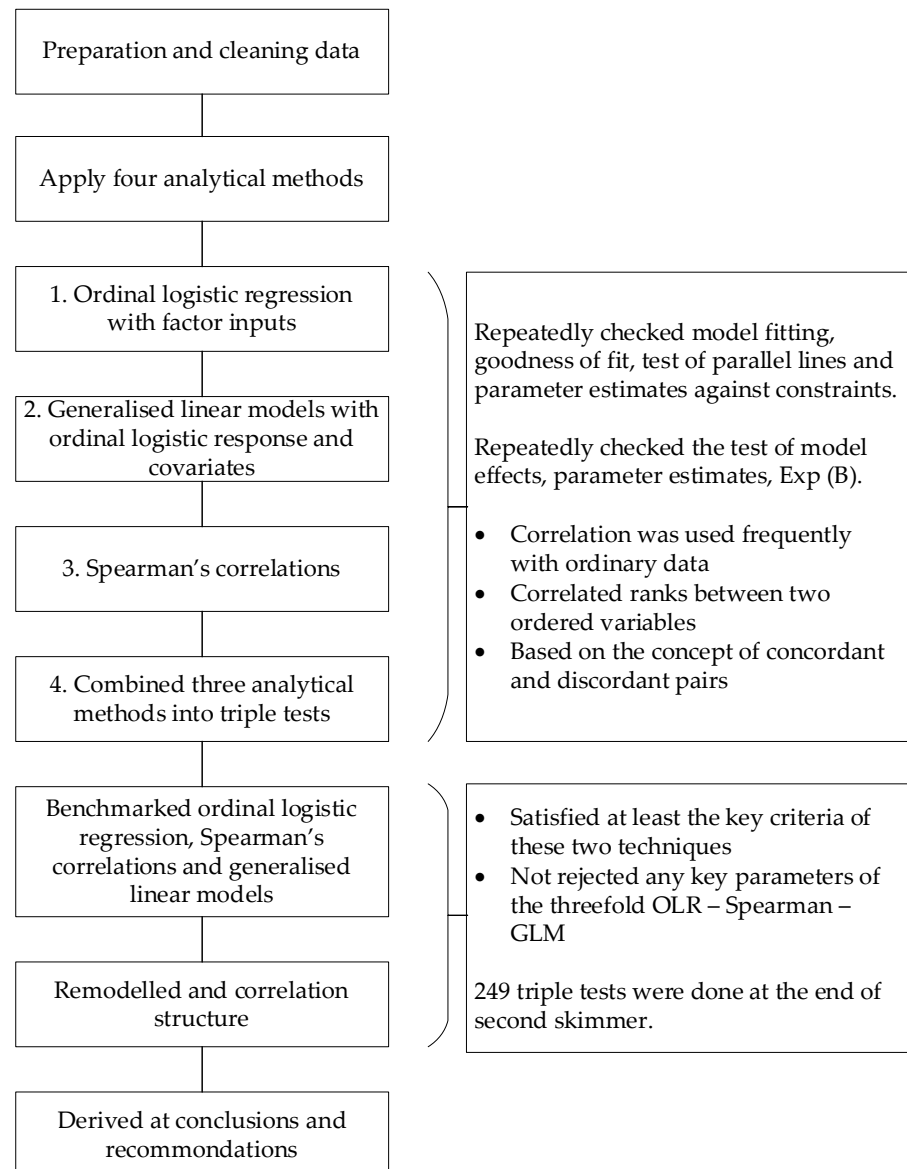 Preparation and cleaning data
Apply four analytical methods
1. Ordinal logistic regression
with factor inputs
2. Generalised linear models with
ordinal logistic response and
covariates
3. Spearman's correlations
4. Combined three analytical
methods into triple tests
Repeatedly checked model fitting,
goodness of fit, test of parallel lines and
parameter estimates against constraints.
Repeatedly checked the test of model
effects, parameter estimates, Exp (B).
• Correlation was used frequently
with ordinary data
• Correlated ranks between two
ordered variables
• Based on the concept of concordant
and discordant pairs
Benchmarked ordinal logistic
regression, Spearman's
correlations and generalised
linear models
Remodelled and correlation
structure
• Satisfied at least the key criteria of
these two techniques
• Not rejected any key parameters of
the threefold OLR – Spearman –
GLM
249 triple tests were done at the end of
second skimmer.
Derived at conclusions and
recommondations